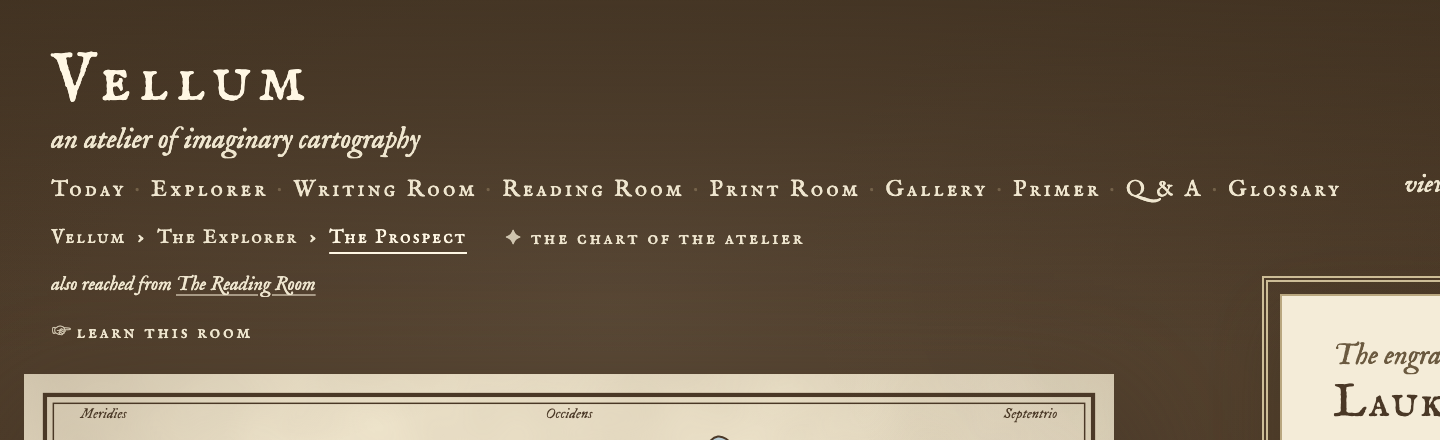 Vellum
an atelier of imaginary cartography
Today · Explorer · Writing Room · Reading Room · Print Room · Gallery · Primer · Q & A · Glossary
Vellum › The Explorer › The Prospect ✦ the chart of the atelier
also reached from The Reading Room
☞ learn this room
Meridies Occidens Septentrio
The